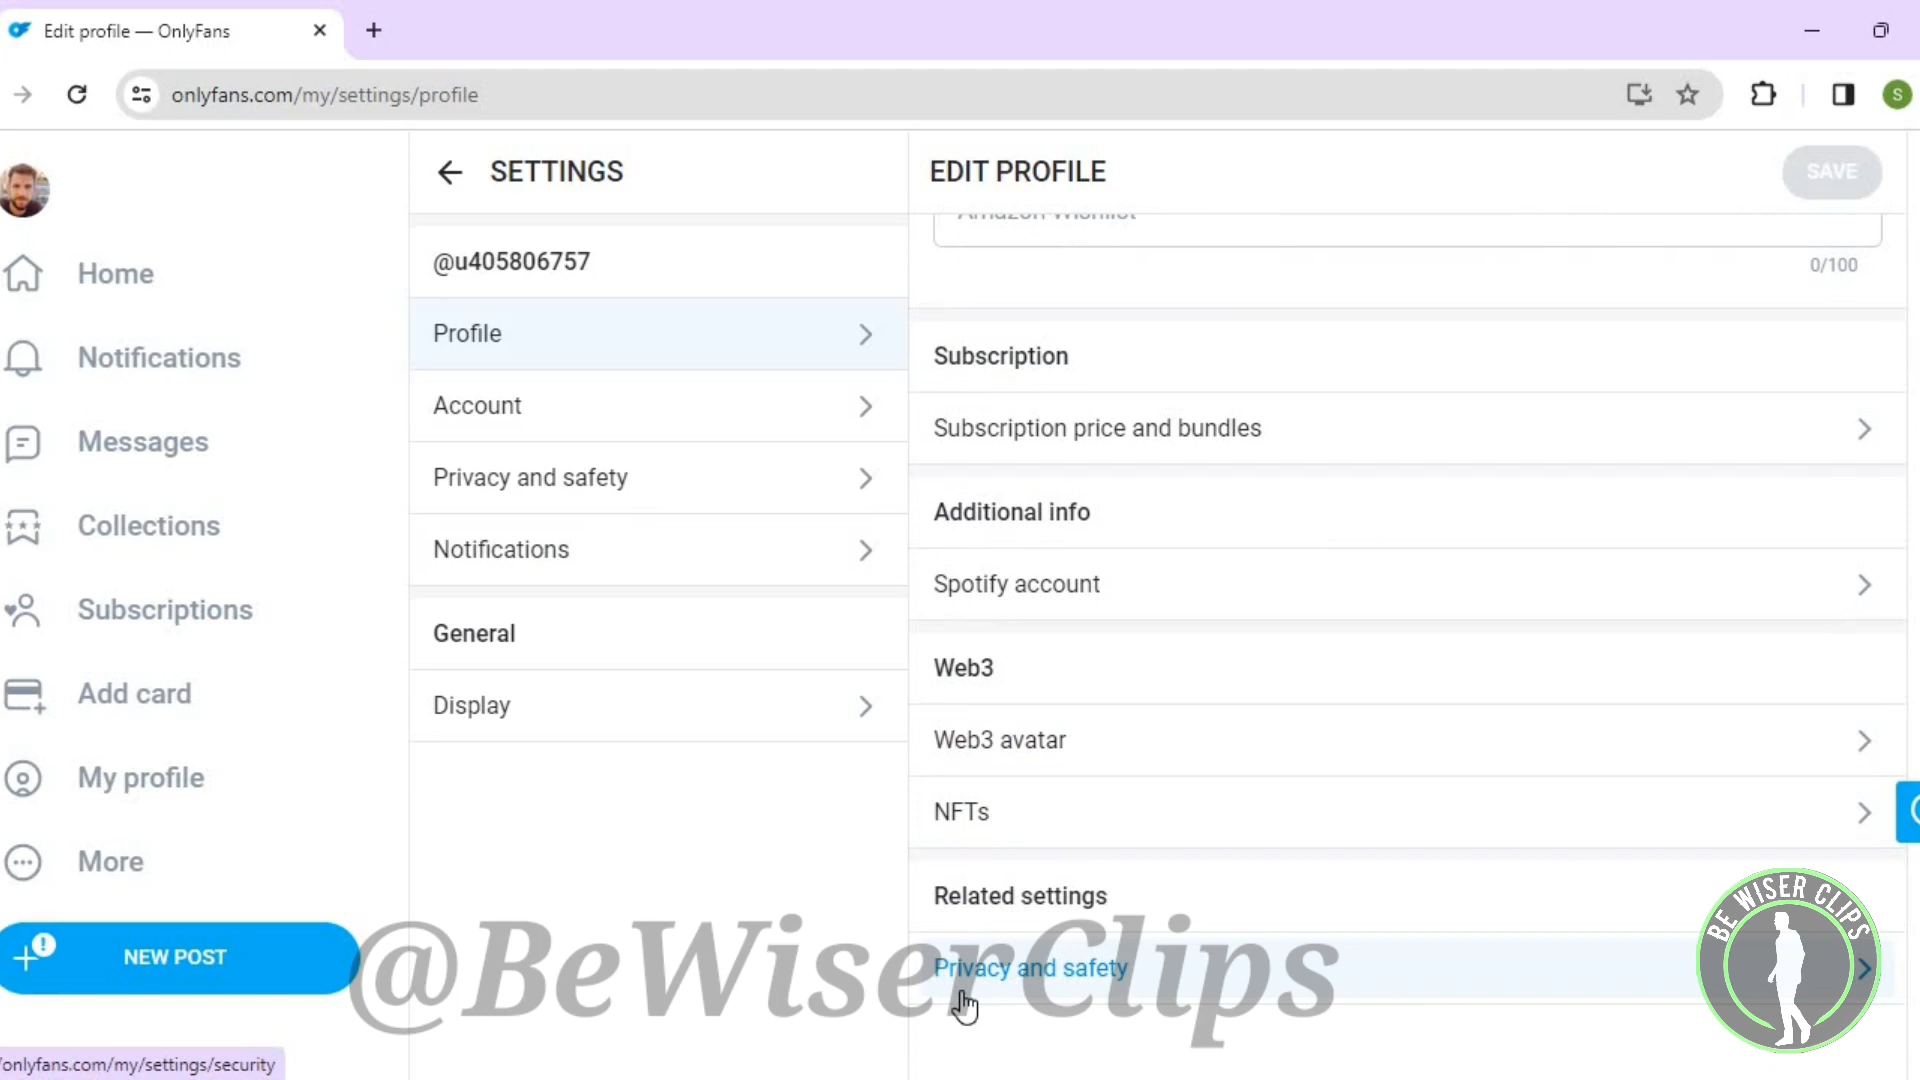 Edit profile — OnlyFans
onlyfans.com/my/settings/profile
S
Home
Notifications
Messages
Collections
Subscriptions
Add card
My profile
More
NEW POST
SETTINGS
@u405806757
Profile
Account
Privacy and safety
Notifications
General
Display
EDIT PROFILE
SAVE
Amazon Wishlist
0/100
Subscription
Subscription price and bundles
Additional info
Spotify account
Web3
Web3 avatar
NFTs
Related settings
Privacy and safety
@BeWiserClips
BE WISER CLIPS
/onlyfans.com/my/settings/security